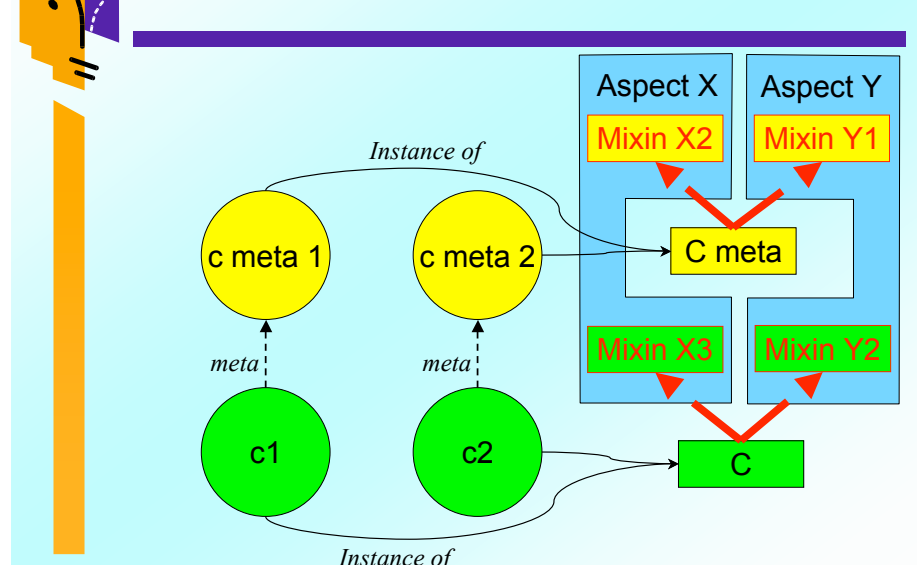 Aspect X
Aspect Y
Mixin X2
Mixin Y1
Instance of
c meta 1
c meta 2
C meta
Mixin X3
Mixin Y2
meta
meta
c1
c2
C
Instance of